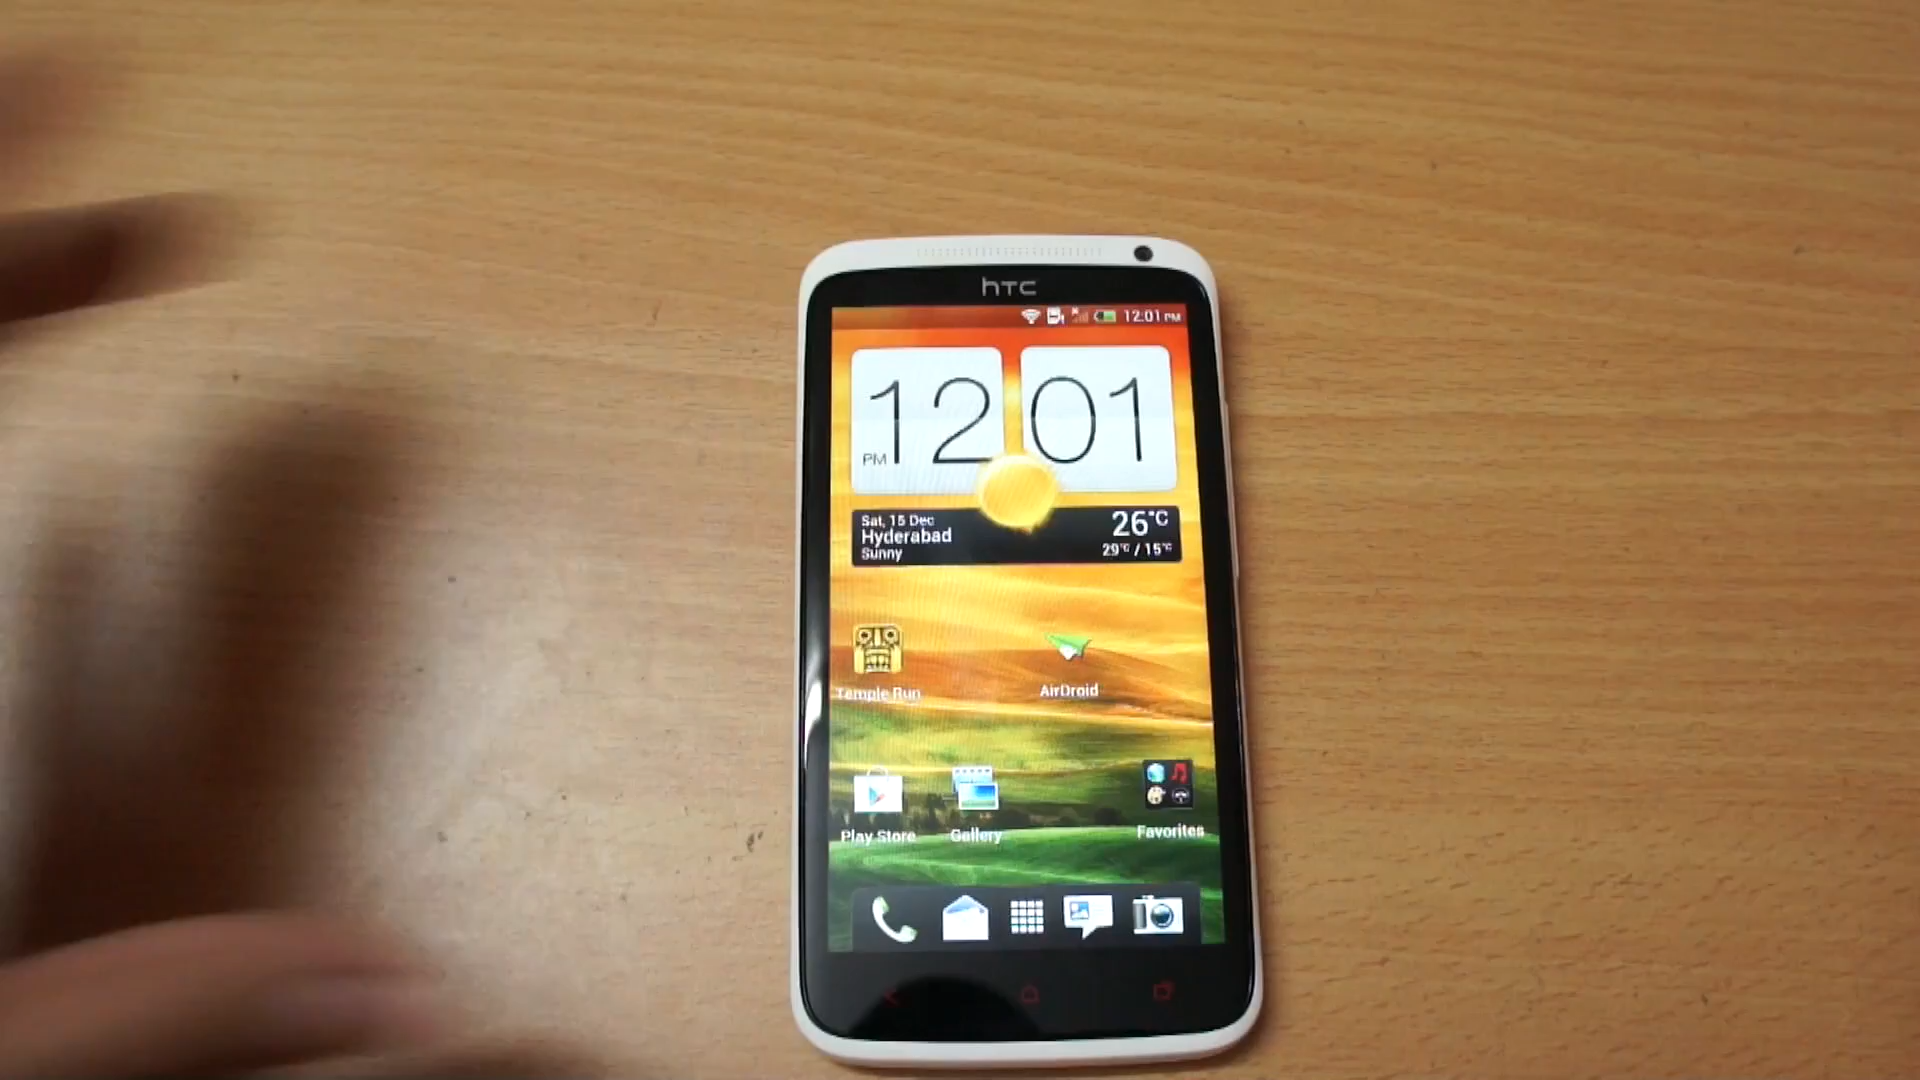 hTC
12:01 PM
12 01
PM
Sat, 15 Dec
Hyderabad
Sunny
26°C
29°C / 15°C
Temple Run
AirDroid
Play Store
Gallery
Favorites